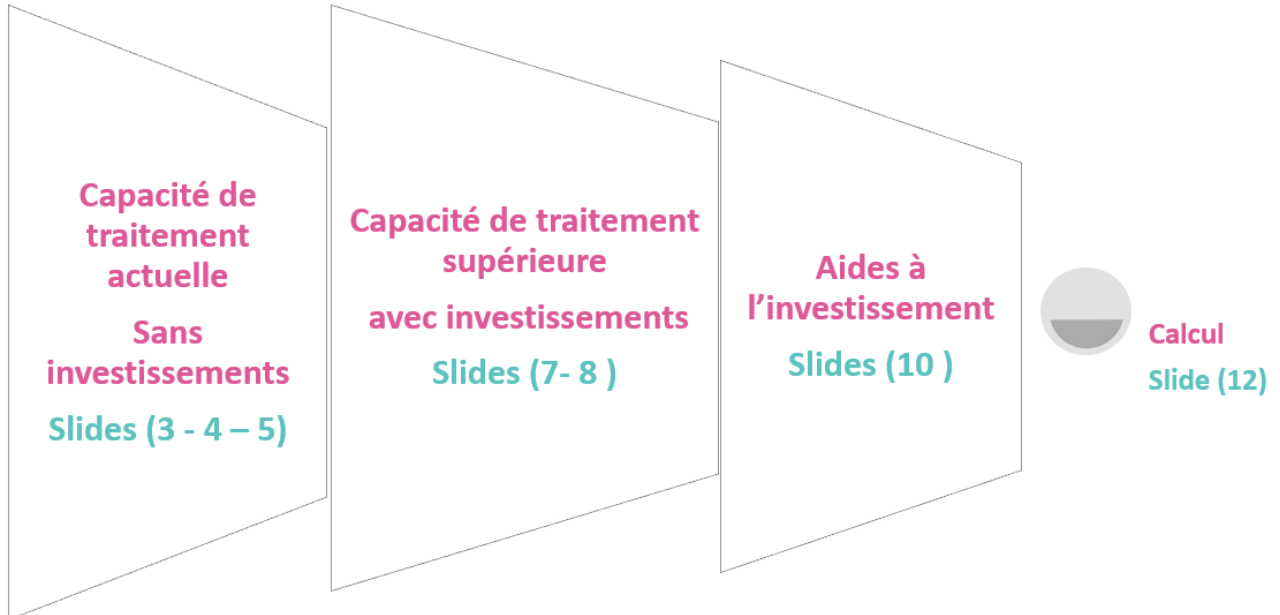 Capacité de
traitement
actuelle
Sans
investissements
Slides (3 - 4 – 5)
Capacité de traitement
supérieure
avec investissements
Slides (7- 8 )
Aides à
l’investissement
Slides (10 )
Calcul
Slide (12)